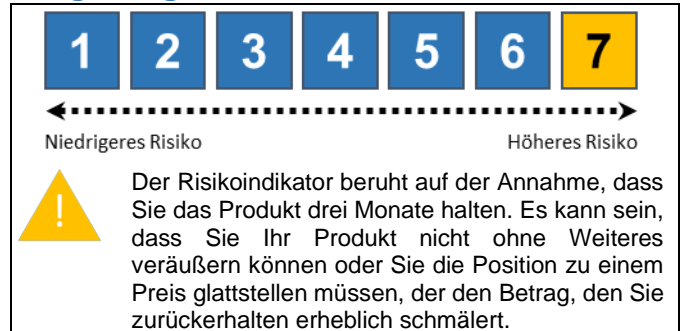 1 2 3 4 5 6 7
Niedrigeres Risiko Höheres Risiko
!
Der Risikoindikator beruht auf der Annahme, dass
Sie das Produkt drei Monate halten. Es kann sein,
dass Sie Ihr Produkt nicht ohne Weiteres
veräußern können oder Sie die Position zu einem
Preis glattstellen müssen, der den Betrag, den Sie
zurückerhalten erheblich schmälert.